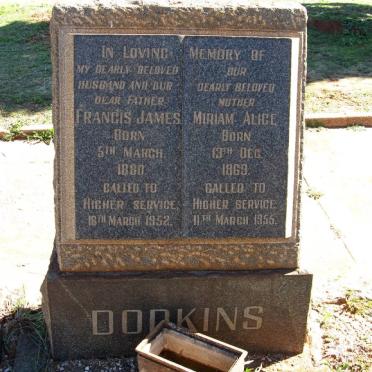 IN LOVING MEMORY OF
MY DEARLY BELOVED
HUSBAND AND OUR
DEAR FATHER
FRANCIS JAMES
BORN
5TH MARCH
1880
CALLED TO
HIGHER SERVICE
18TH MARCH 1952.
OUR
DEARLY BELOVED
MOTHER
MIRIAM ALICE
BORN
13TH DEC.
1869.
CALLED TO
HIGHER SERVICE
11TH MARCH 1955.
DODKINS